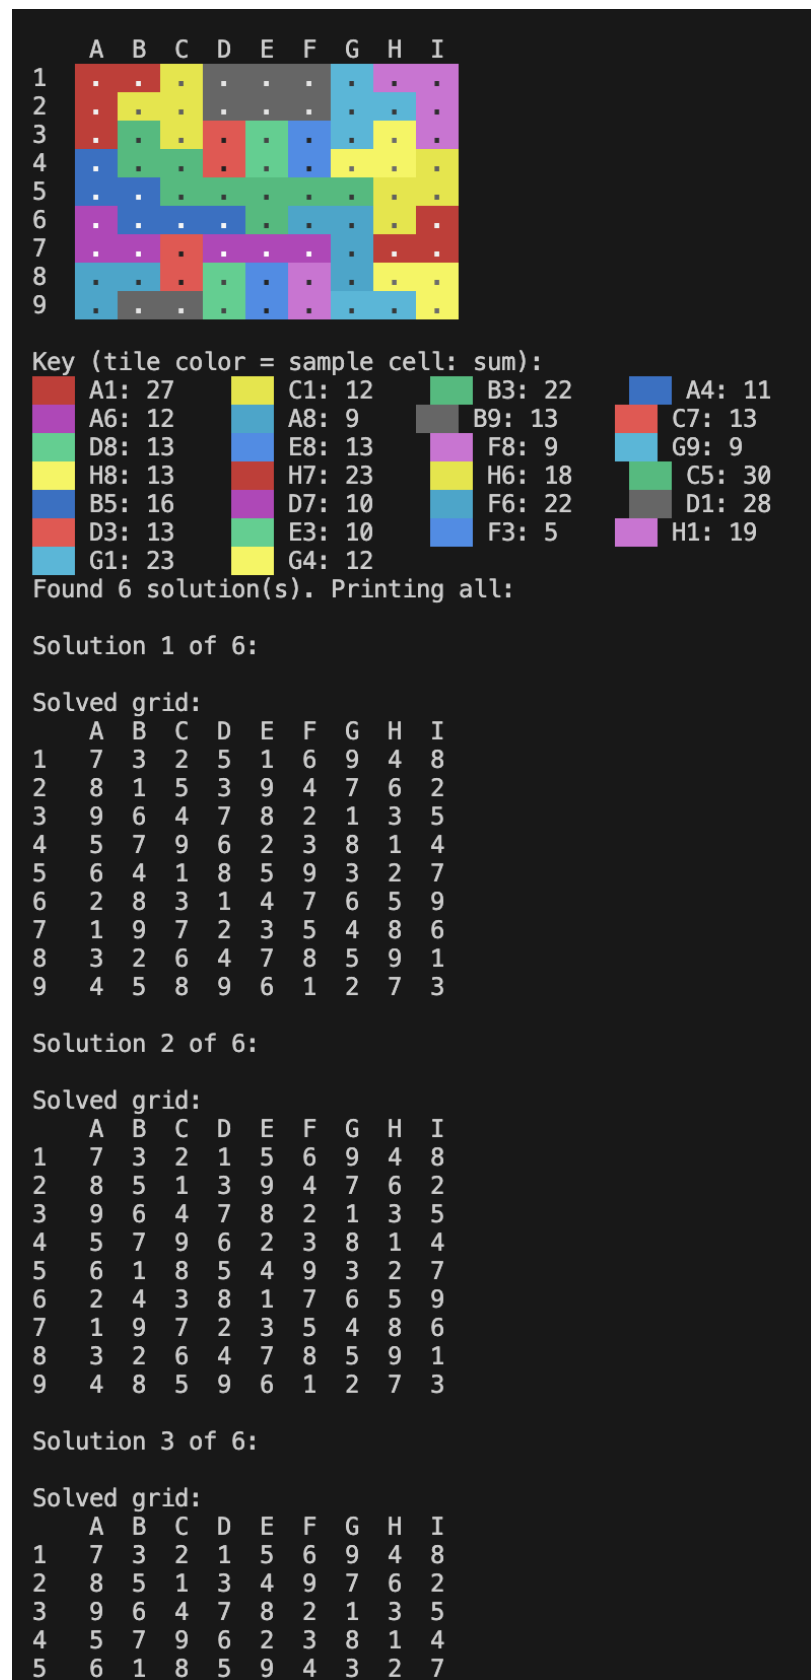 A B C D E F G H I
1 . . . . . . . . .
2 . . . . . . . . .
3 . . . . . . . . .
4 . . . . . . . . .
5 . . . . . . . . .
6 . . . . . . . . .
7 . . . . . . . . .
8 . . . . . . . . .
9 . . . . . . . . .
Key (tile color = sample cell: sum):
A1: 27 C1: 12 B3: 22 A4: 11
A6: 12 A8: 9 B9: 13 C7: 13
D8: 13 E8: 13 F8: 9 G9: 9
H8: 13 H7: 23 H6: 18 C5: 30
B5: 16 D7: 10 F6: 22 D1: 28
D3: 13 E3: 10 F3: 5 H1: 19
G1: 23 G4: 12
Found 6 solution(s). Printing all:
Solution 1 of 6:
Solved grid:
A B C D E F G H I
1 7 3 2 5 1 6 9 4 8
2 8 1 5 3 9 4 7 6 2
3 9 6 4 7 8 2 1 3 5
4 5 7 9 6 2 3 8 1 4
5 6 4 1 8 5 9 3 2 7
6 2 8 3 1 4 7 6 5 9
7 1 9 7 2 3 5 4 8 6
8 3 2 6 4 7 8 5 9 1
9 4 5 8 9 6 1 2 7 3
Solution 2 of 6:
Solved grid:
A B C D E F G H I
1 7 3 2 1 5 6 9 4 8
2 8 5 1 3 9 4 7 6 2
3 9 6 4 7 8 2 1 3 5
4 5 7 9 6 2 3 8 1 4
5 6 1 8 5 4 9 3 2 7
6 2 4 3 8 1 7 6 5 9
7 1 9 7 2 3 5 4 8 6
8 3 2 6 4 7 8 5 9 1
9 4 8 5 9 6 1 2 7 3
Solution 3 of 6:
Solved grid:
A B C D E F G H I
1 7 3 2 1 5 6 9 4 8
2 8 5 1 3 4 9 7 6 2
3 9 6 4 7 8 2 1 3 5
4 5 7 9 6 2 3 8 1 4
5 6 1 8 5 9 4 3 2 7